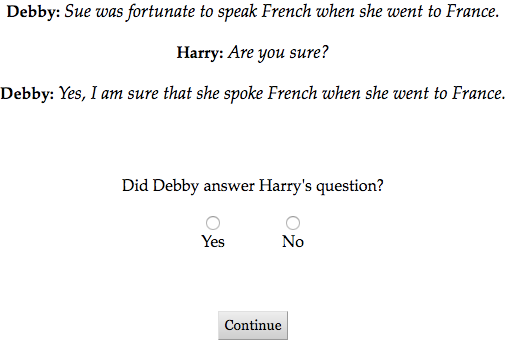 Debby: Sue was fortunate to speak French when she went to France.
Harry: Are you sure?
Debby: Yes, I am sure that she spoke French when she went to France.
Did Debby answer Harry's question?
Yes No
Continue